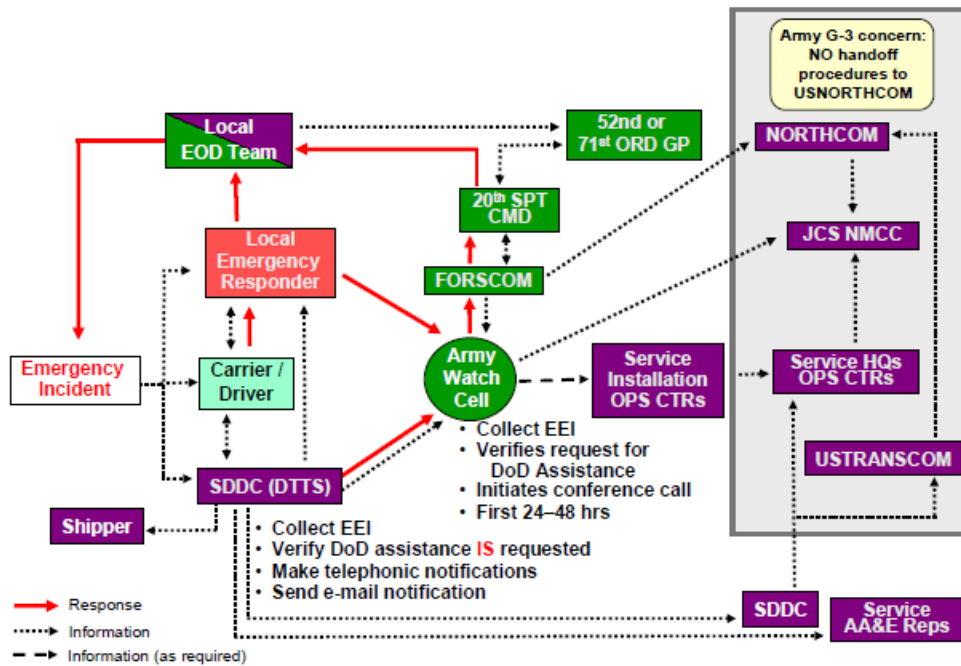 Army G-3 concern:
NO handoff
procedures to
USNORTHCOM
Local
EOD Team
52nd or
71st ORD GP
NORTHCOM
20th SPT
CMD
JCS NMCC
Local
Emergency
Responder
FORSCOM
Emergency
Incident
Carrier /
Driver
Army
Watch
Cell
Service
Installation
OPS CTRs
Service HQs
OPS CTRs
• Collect EEI
• Verifies request for
DoD Assistance
• Initiates conference call
• First 24–48 hrs
USTRANSCOM
SDDC (DTTS)
Shipper
• Collect EEI
• Verify DoD assistance IS requested
• Make telephonic notifications
• Send e-mail notification
SDDC
Service
AA&E Reps
Response
Information
Information (as required)